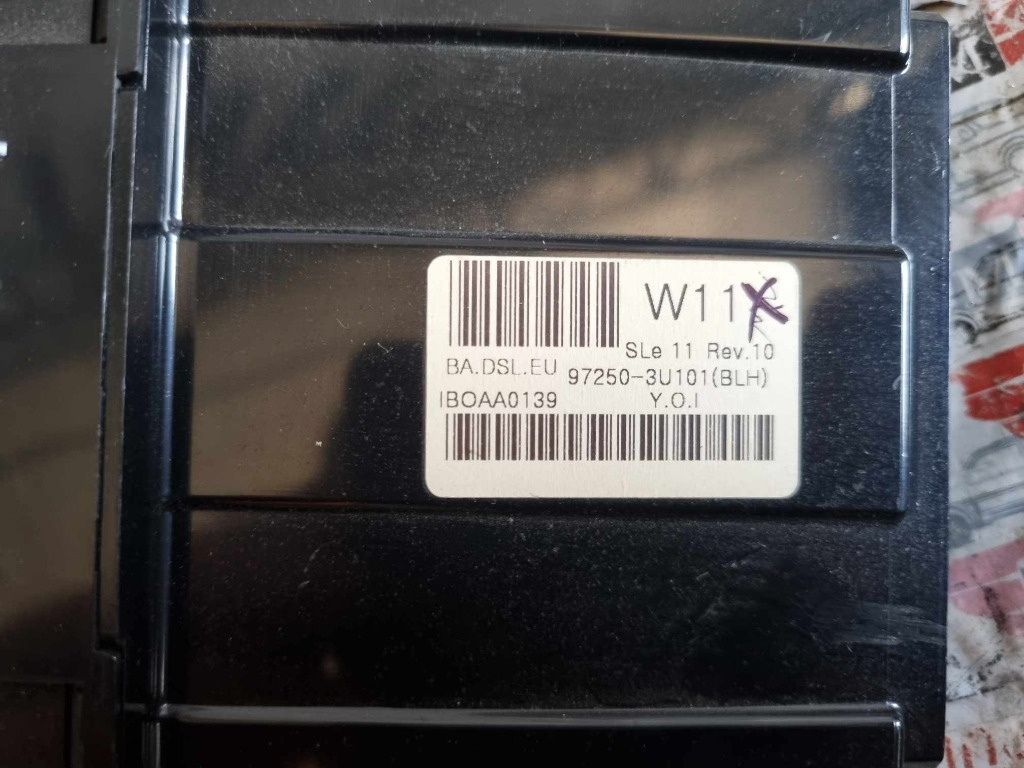 W11
SLe 11 Rev.10
BA.DSL.EU
97250-3U101(BLH)
IBOAA0139
Y.O.I